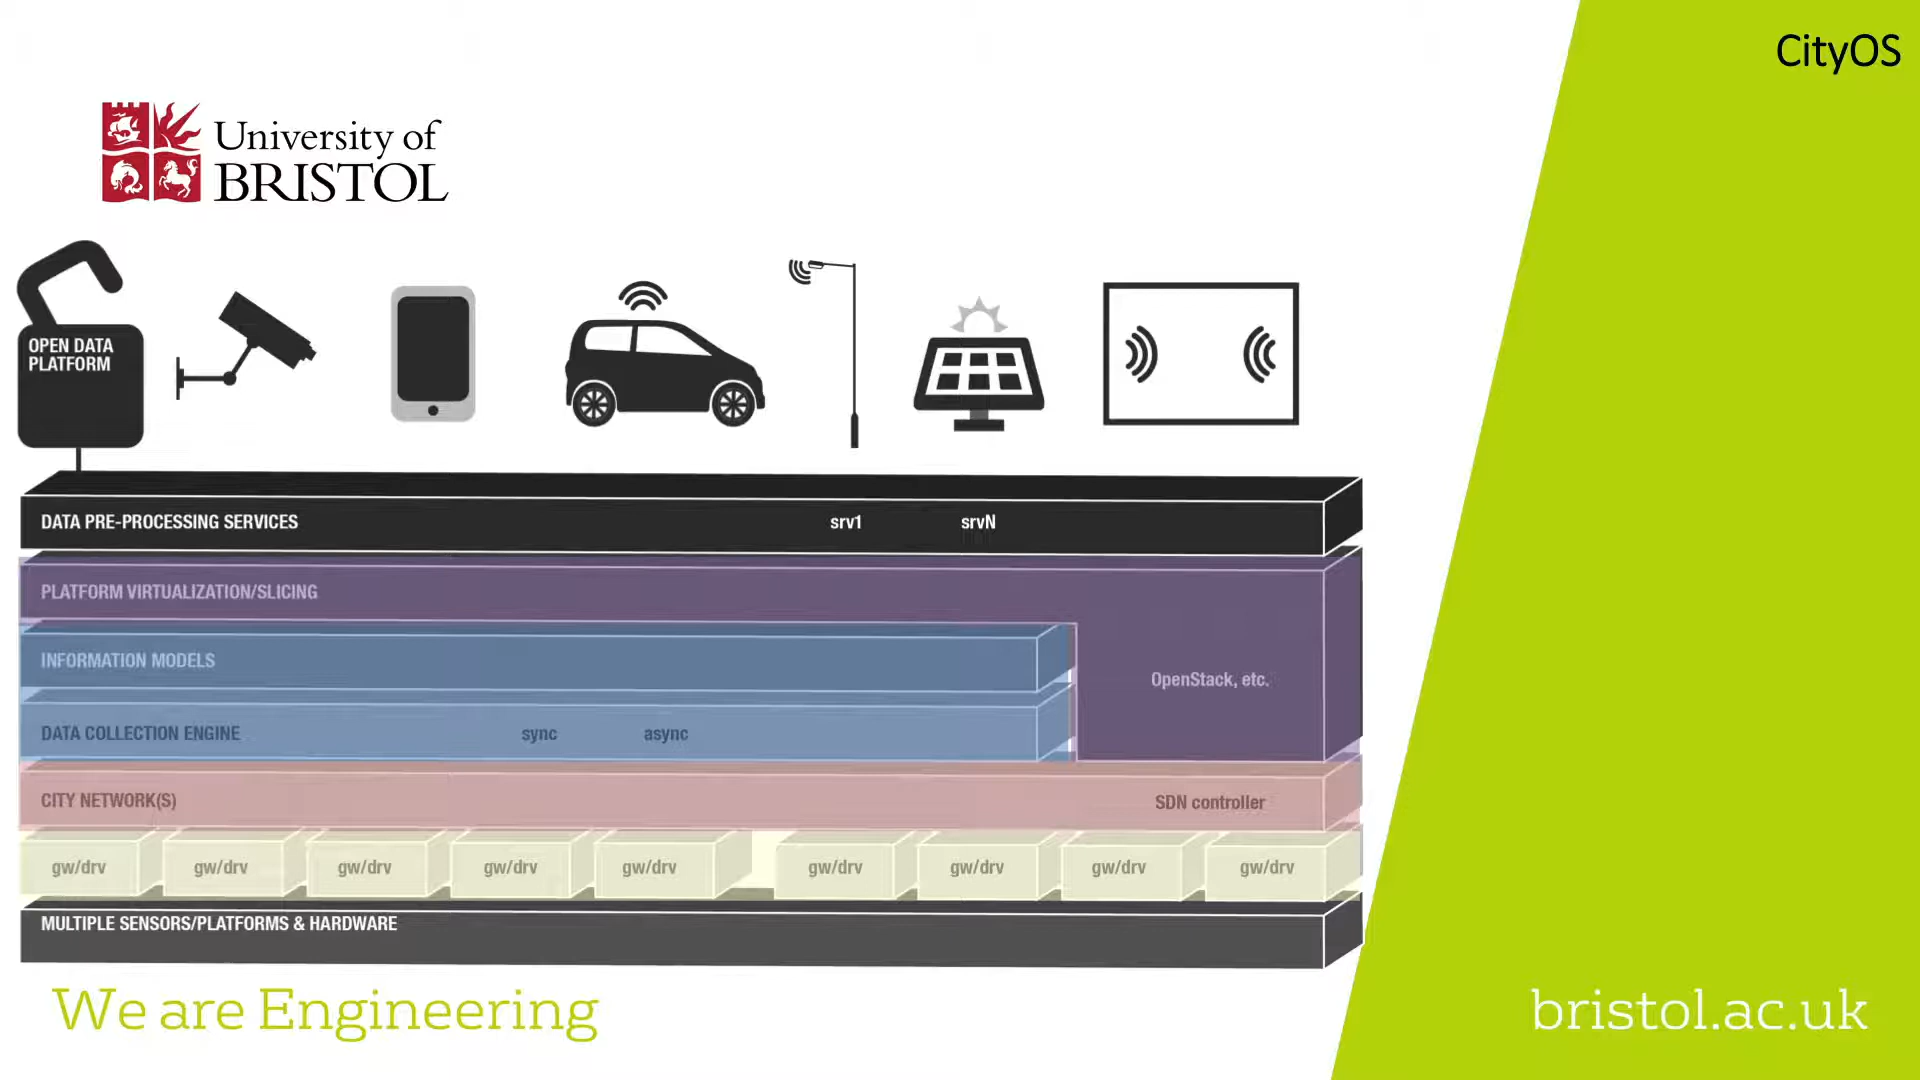 CityOS
University of
BRISTOL
OPEN DATA
PLATFORM
DATA PRE-PROCESSING SERVICES srv1 srvN
PLATFORM VIRTUALIZATION/SLICING
INFORMATION MODELS
OpenStack, etc.
DATA COLLECTION ENGINE sync async
CITY NETWORK(S) SDN controller
gw/drv gw/drv gw/drv gw/drv gw/drv gw/drv gw/drv gw/drv gw/drv
MULTIPLE SENSORS/PLATFORMS & HARDWARE
We are Engineering
bristol.ac.uk